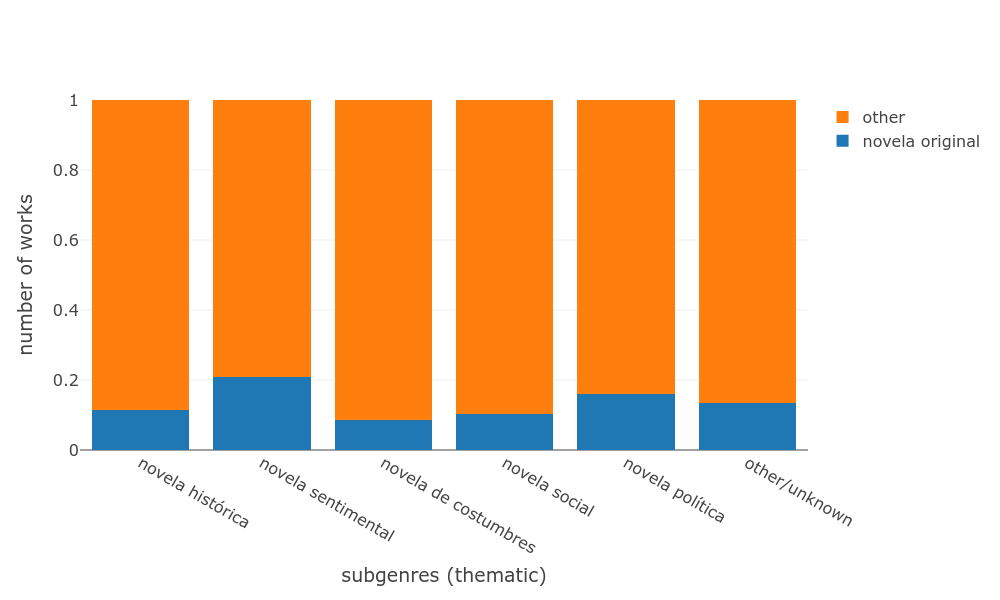 1
0.8
0.6
0.4
0.2
0
number of works
novela histórica
novela sentimental
novela de costumbres
novela social
novela política
other/unknown
subgenres (thematic)
other
novela original